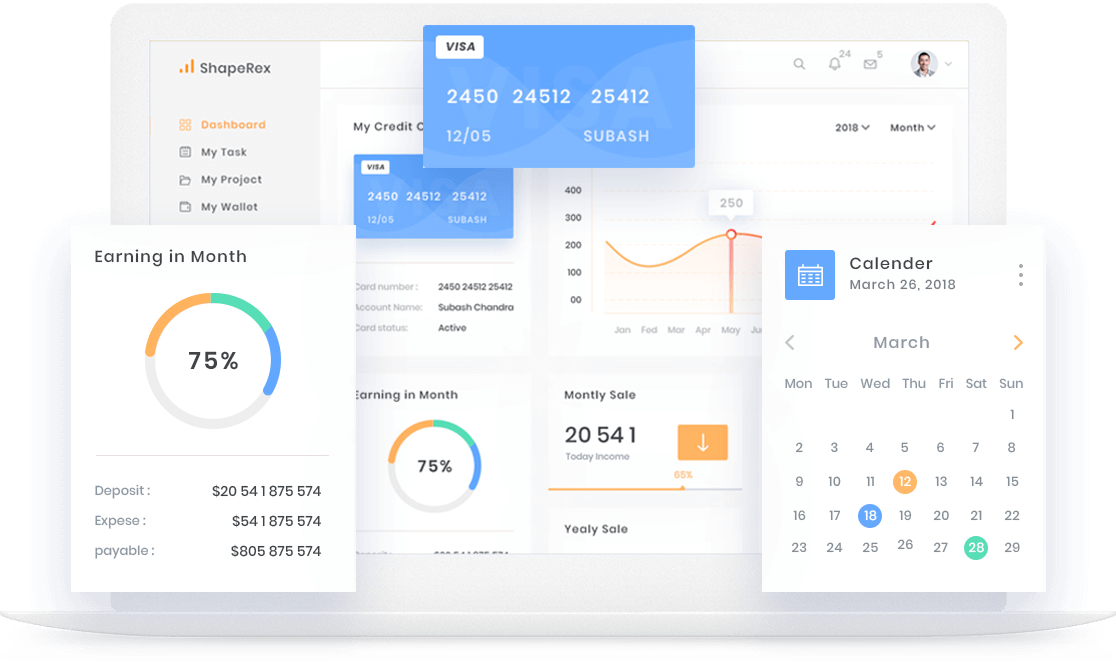 VISA
2450 24512 25412
12/05 SUBASH
VISA
ShapeRex
24
5
Dashboard
My Task
My Project
My Wallet
My Credit C
VISA
2450 24512 25412
12/05 SUBASH
Card number : 2450 24512 25412
Account Name: Subash Chandra
Card status: Active
2018 Month
400
300
200
100
00
250
Jan Feb Mar Apr May Ju
Earning in Month
75%
Deposit : $20 54 1 875 574
Expese : $54 1 875 574
payable : $805 875 574
Earning in Month
75%
Montly Sale
20 54 1
Today Income
65%
Yealy Sale
Calender
March 26, 2018
March
Mon Tue Wed Thu Fri Sat Sun
1
2 3 4 5 6 7 8
9 10 11 12 13 14 15
16 17 18 19 20 21 22
23 24 25 26 27 28 29